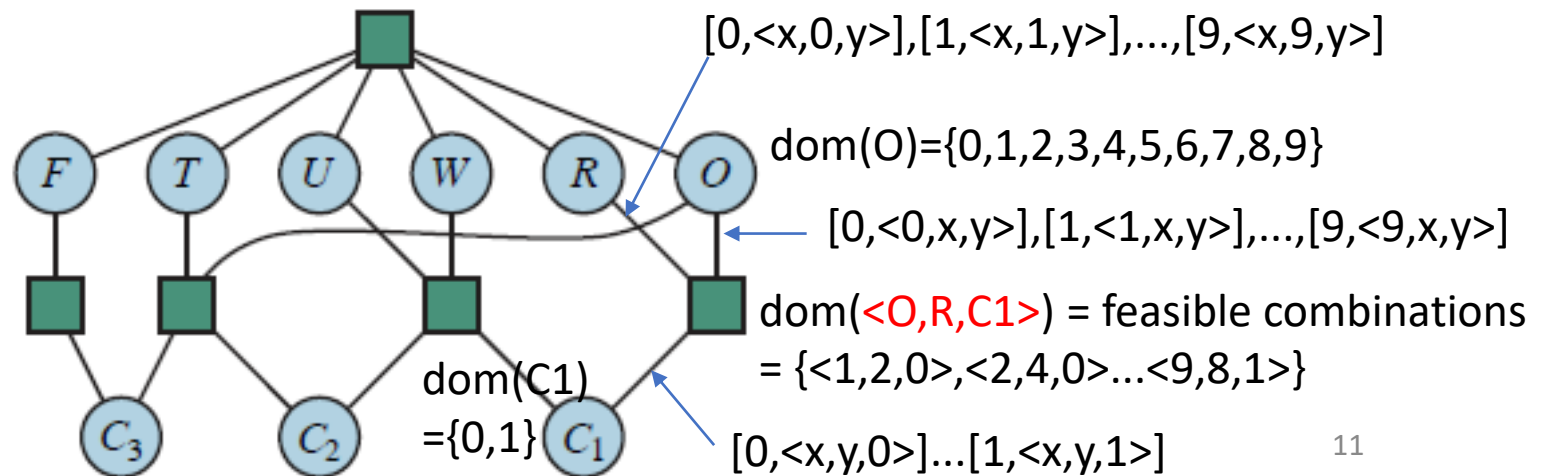 [0,<x,0,y>],[1,<x,1,y>],...,[9,<x,9,y>]
F T U W R O
dom(O)={0,1,2,3,4,5,6,7,8,9}
[0,<0,x,y>],[1,<1,x,y>],...,[9,<9,x,y>]
dom(<O,R,C1>) = feasible combinations
= {<1,2,0>,<2,4,0>...<9,8,1>}
dom(C1)
={0,1}
C₃ C₂ C₁
[0,<x,y,0>]...[1,<x,y,1>]
11